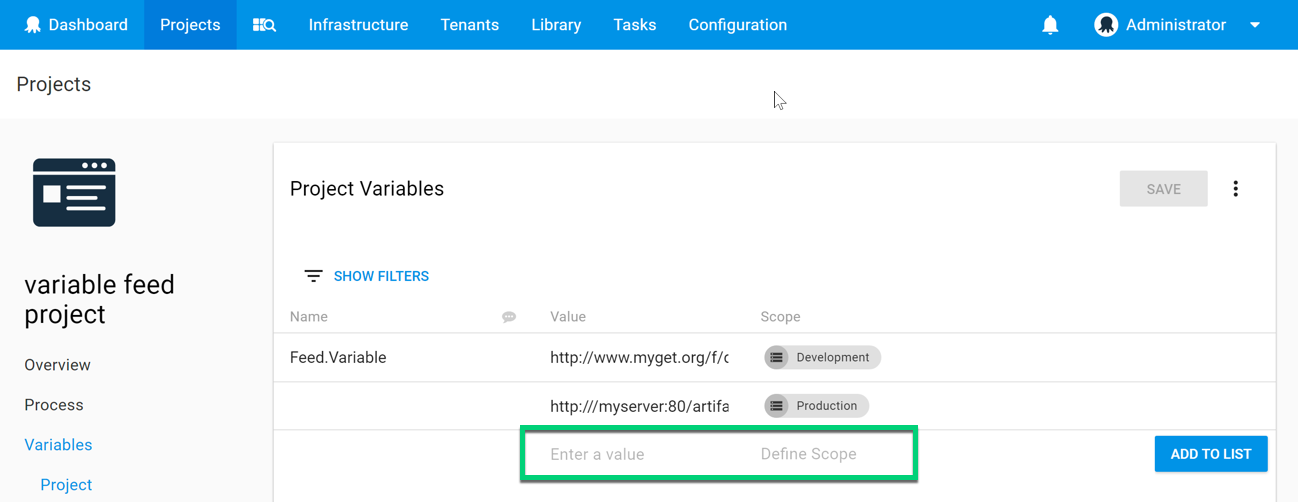 Dashboard Projects Infrastructure Tenants Library Tasks Configuration Administrator
Projects
Project Variables SAVE
SHOW FILTERS
variable feed
project
Name Value Scope
Feed.Variable http://www.myget.org/f/c Development
Overview
Process http:///myserver:80/artifa Production
Variables Enter a value Define Scope ADD TO LIST
Project